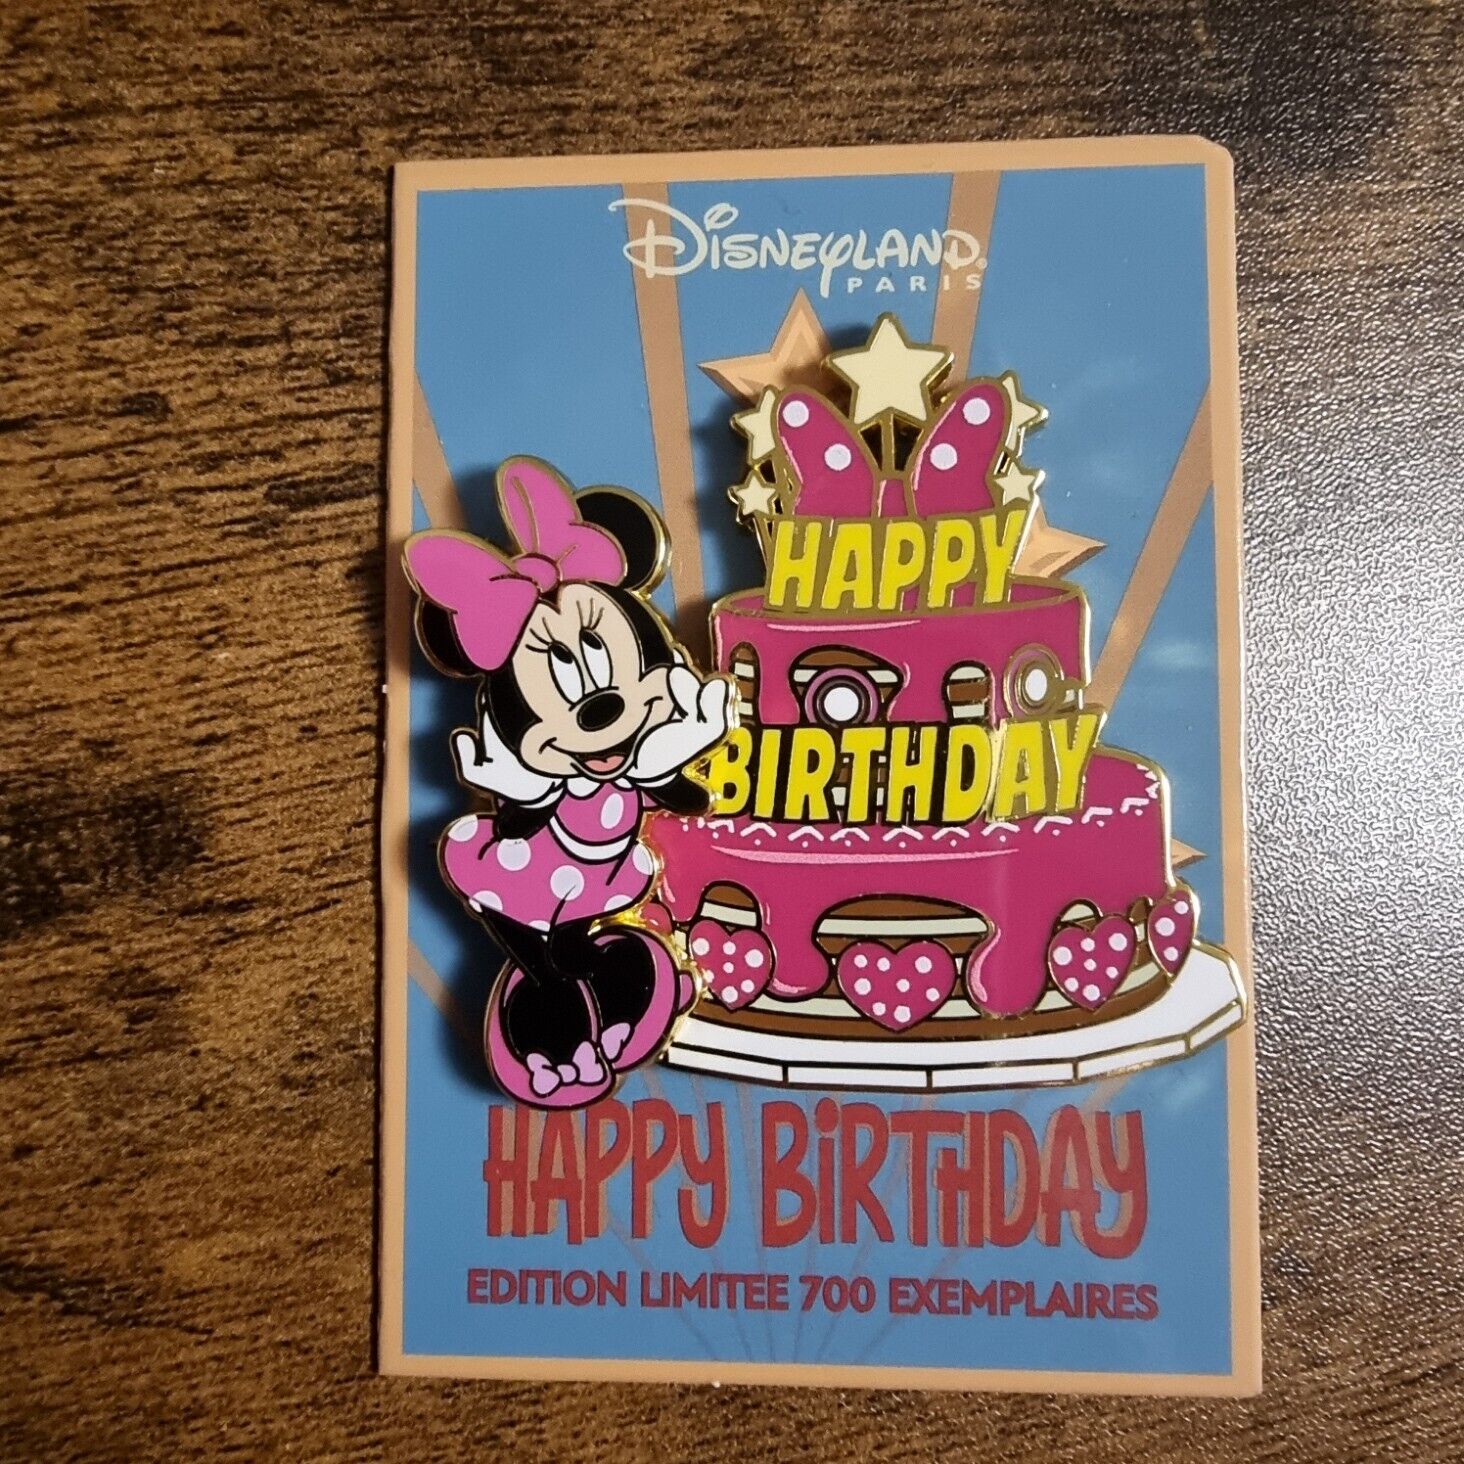 Disneyland
PARIS
HAPPY
BIRTHDAY
HAPPY BiRTHDAY
EDITION LIMITEE 700 EXEMPLAIRES